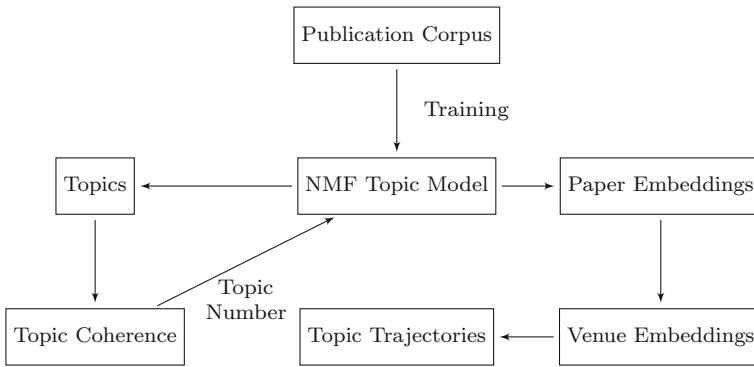 Publication Corpus
Training
Topics
NMF Topic Model
Paper Embeddings
Topic
Number
Topic Coherence
Topic Trajectories
Venue Embeddings